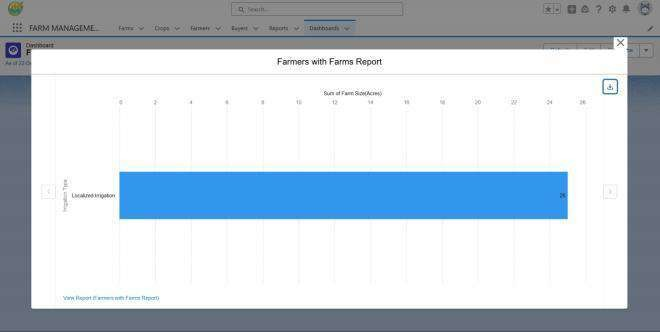 Search...
FARM MANAGEME...
Farms
Crops
Farmers
Buyers
Reports
Dashboards
Dashboard
Farmers with Farms Report
Sum of Farm Size(Acres)
0 2 4 6 8 10 12 14 16 18 20 22 24 26
Irrigation Type
Localized Irrigation
View Report (Farmers with Farms Report)